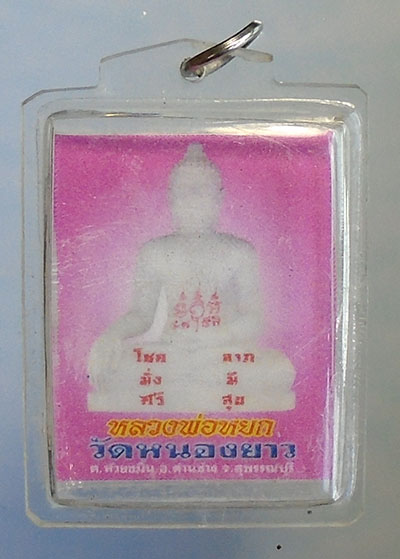 โชค ลาภ
มั่ง มี
ศรี สุข
หลวงพ่อหยก
วัดหนองยาว
ต.ห้วยขมิ้น อ.ด่านช้าง จ.สุพรรณบุรี